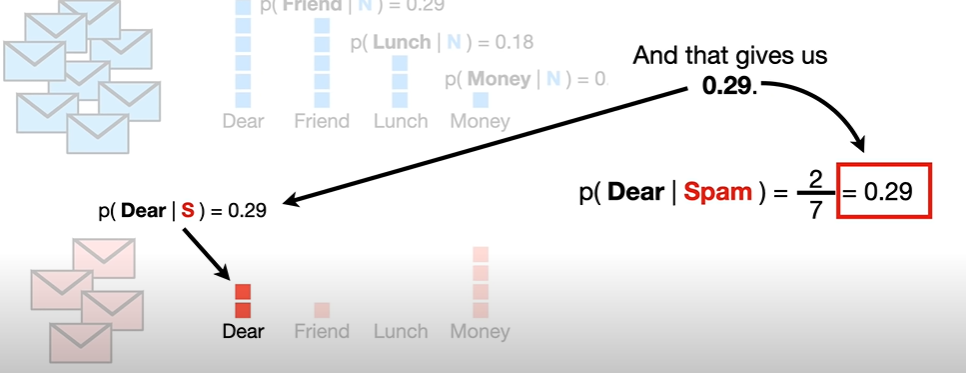 p( Friend | N ) = 0.29
p( Lunch | N ) = 0.18
p( Money | N ) = 0.
Dear Friend Lunch Money
And that gives us
0.29.
p( Dear | Spam ) = 2/7 = 0.29
p( Dear | S ) = 0.29
Dear Friend Lunch Money